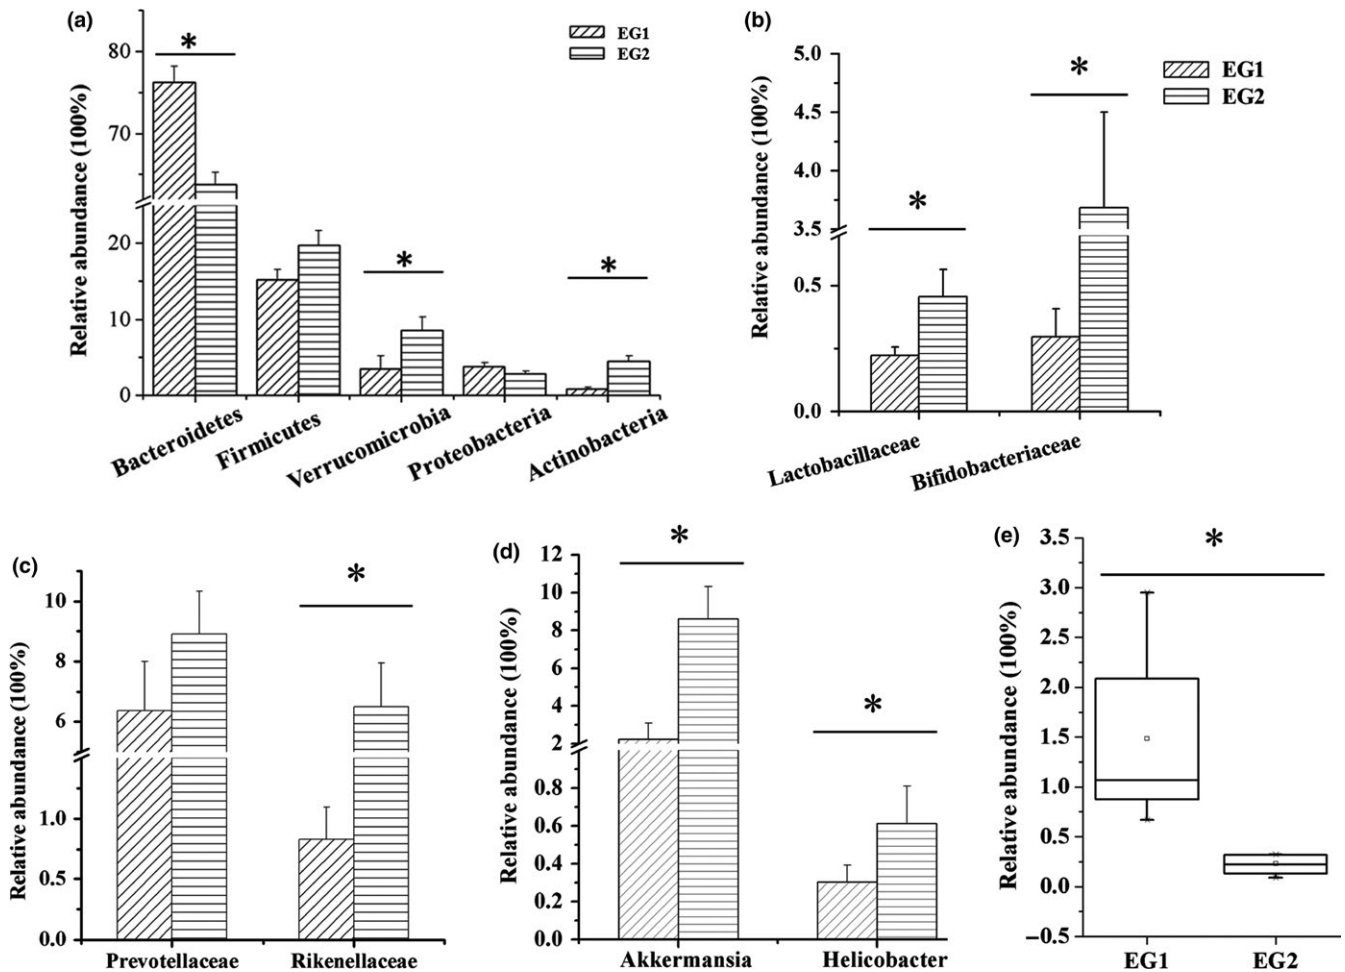 (a)
*
EG1
EG2
80
70
20
10
0
Relative abundance (100%)
*
*
Bacteroidetes
Firmicutes
Verrucomicrobia
Proteobacteria
Actinobacteria
(b)
*
*
EG1
EG2
5.0
4.5
4.0
3.5
0.5
0.0
Relative abundance (100%)
Lactobacillaceae
Bifidobacteriaceae
(c)
*
10
8
6
1.0
0.5
0.0
Relative abundance (100%)
Prevotellaceae
Rikenellaceae
(d)
*
*
12
10
8
6
4
2
0.8
0.6
0.4
0.2
0.0
Relative abundance (100%)
Akkermansia
Helicobacter
(e)
*
3.5
3.0
2.5
2.0
1.5
1.0
0.5
0.0
−0.5
Relative abundance (100%)
EG1
EG2